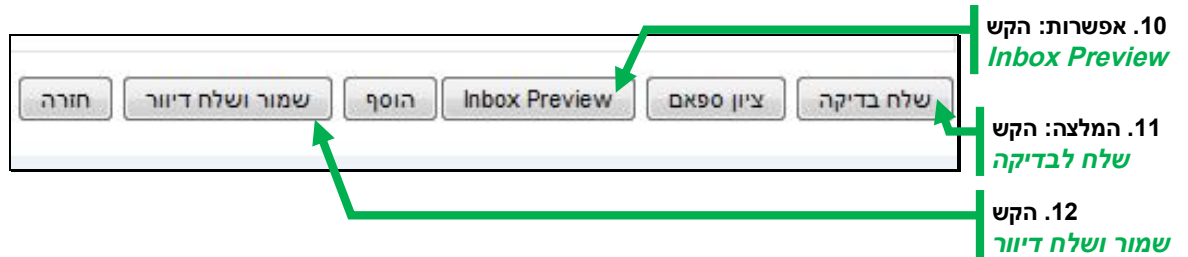 10. אפשרות: הקש
Inbox Preview
שלח בדיקה
ציון ספאם
Inbox Preview
הוסף
שמור ושלח דיוור
חזרה
11. המלצה: הקש
שלח לבדיקה
12. הקש
שמור ושלח דיוור